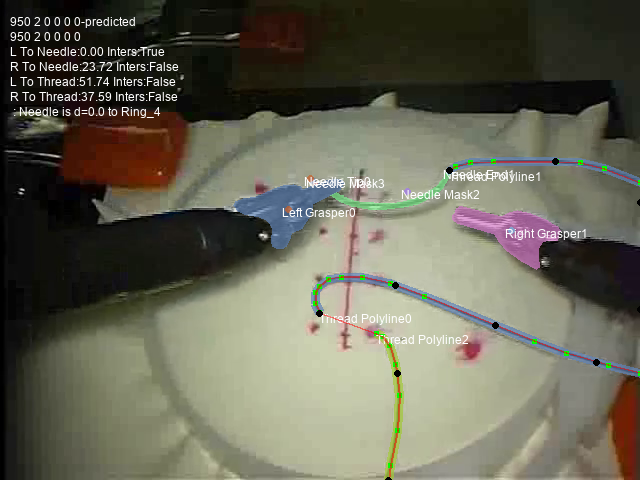 950 2 0 0 0 0-predicted
950 2 0 0 0 0
L To Needle:0.00 Inters:True
R To Needle:23.72 Inters:False
L To Thread:51.74 Inters:False
R To Thread:37.59 Inters:False
: Needle is d=0.0 to Ring_4
Needle End1
Thread Polyline1
Needle Mask3
Needle Mask2
Left Grasper0
Right Grasper1
Thread Polyline0
Thread Polyline2